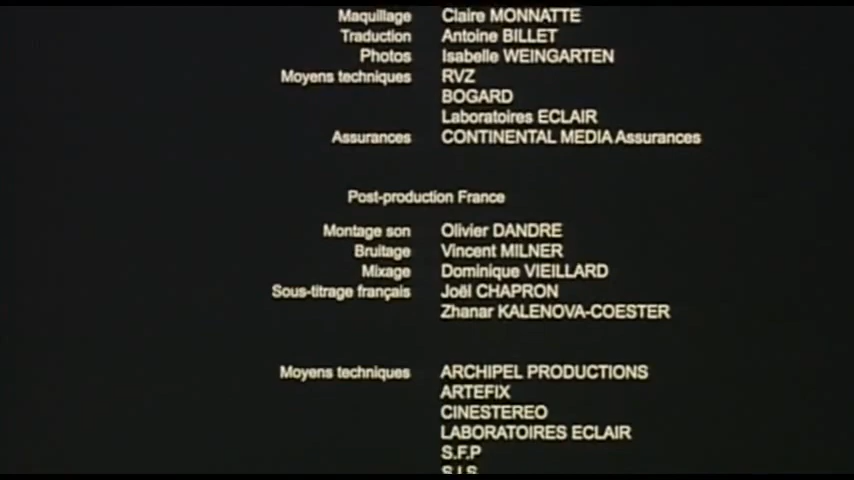 Maquillage Claire MONNATTE
Traduction Antoine BILLET
Photos Isabelle WEINGARTEN
Moyens techniques RVZ
BOGARD
Laboratoires ECLAIR
Assurances CONTINENTAL MEDIA Assurances
Post-production France
Montage son Olivier DANDRE
Bruitage Vincent MILNER
Mixage Dominique VIEILLARD
Sous-titrage français Joël CHAPRON
Zhanar KALENOVA-COESTER
Moyens techniques ARCHIPEL PRODUCTIONS
ARTEFIX
CINESTEREO
LABORATOIRES ECLAIR
S.F.P